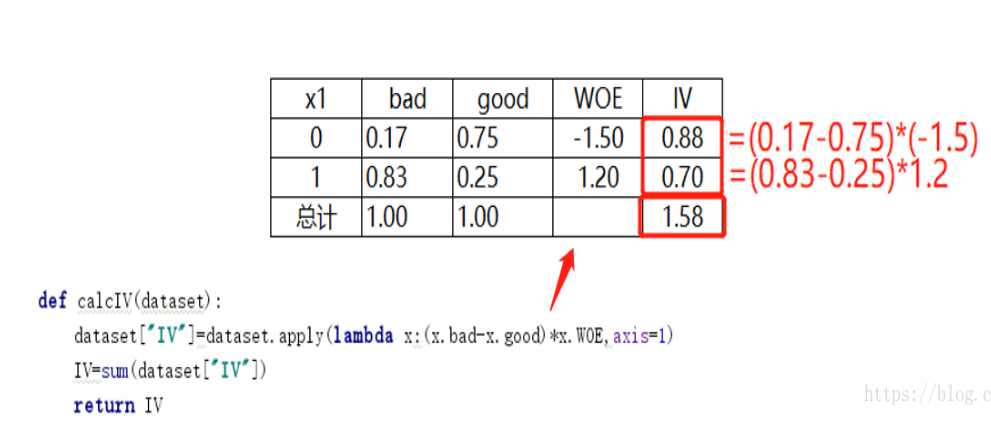 x1 bad good WOE IV
0 0.17 0.75 -1.50 0.88 =(0.17-0.75)*(-1.5)
1 0.83 0.25 1.20 0.70 =(0.83-0.25)*1.2
总计 1.00 1.00 1.58
def calcIV(dataset):
dataset["IV"]=dataset.apply(lambda x:(x.bad-x.good)*x.WOE,axis=1)
IV=sum(dataset["IV"])
return IV
https://blog.c